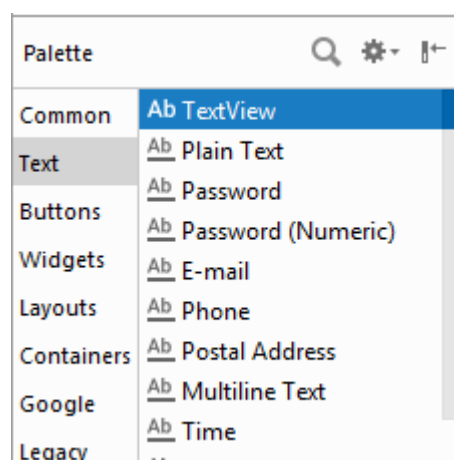 Palette
Common
Text
Buttons
Widgets
Layouts
Containers
Google
Legacy
Ab TextView
Ab Plain Text
Ab Password
Ab Password (Numeric)
Ab E-mail
Ab Phone
Ab Postal Address
Ab Multiline Text
Ab Time